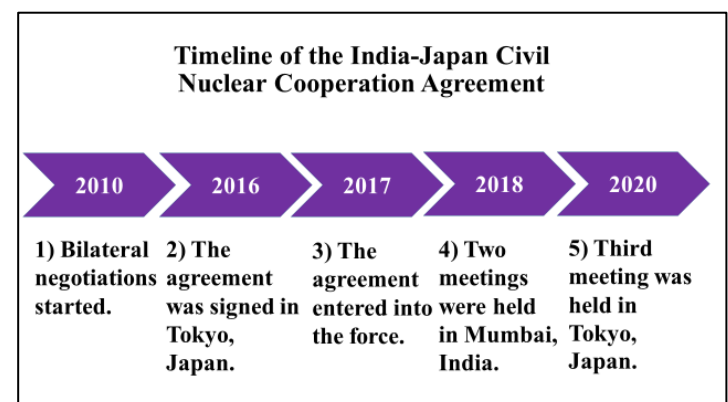 Timeline of the India-Japan Civil
Nuclear Cooperation Agreement
2010
2016
2017
2018
2020
1) Bilateral
negotiations
started.
2) The
agreement
was signed in
Tokyo,
Japan.
3) The
agreement
entered into
the force.
4) Two
meetings
were held
in Mumbai,
India.
5) Third
meeting was
held in
Tokyo,
Japan.